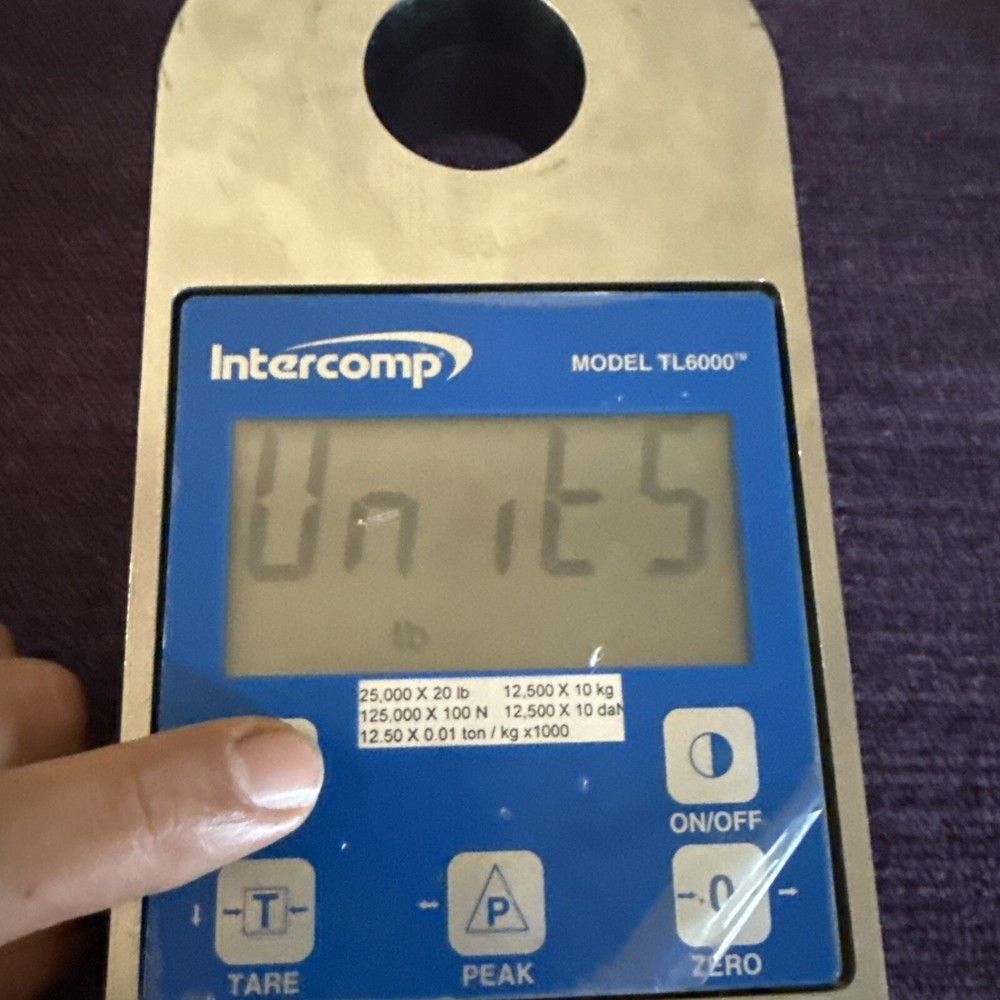 Intercomp®
MODEL TL6000™
UnitS
lb
25,000 X 20 lb 12,500 X 10 kg
125,000 X 100 N 12,500 X 10 daN
12.50 X 0.01 ton / kg x1000
ON/OFF
T P 0
TARE PEAK ZERO